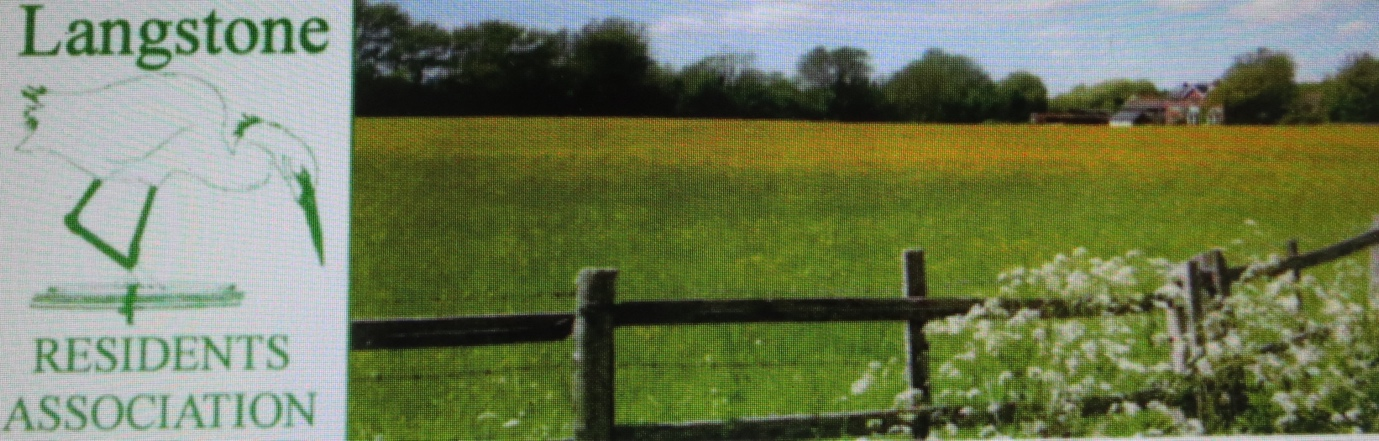 Langstone
RESIDENTS
ASSOCIATION